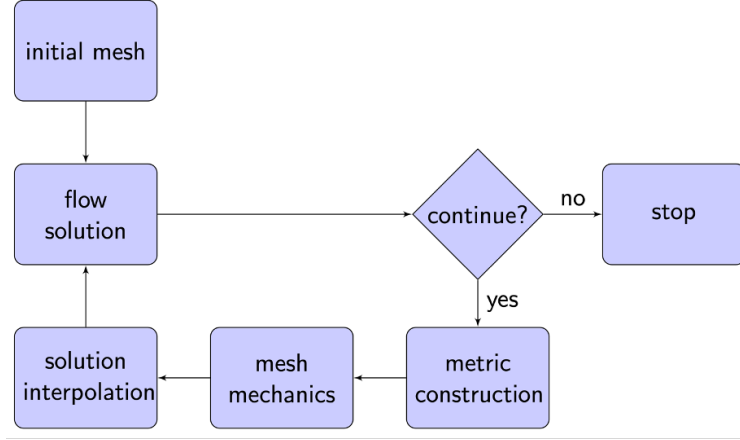 initial mesh
flow
solution
continue?
no
stop
yes
solution
interpolation
mesh
mechanics
metric
construction